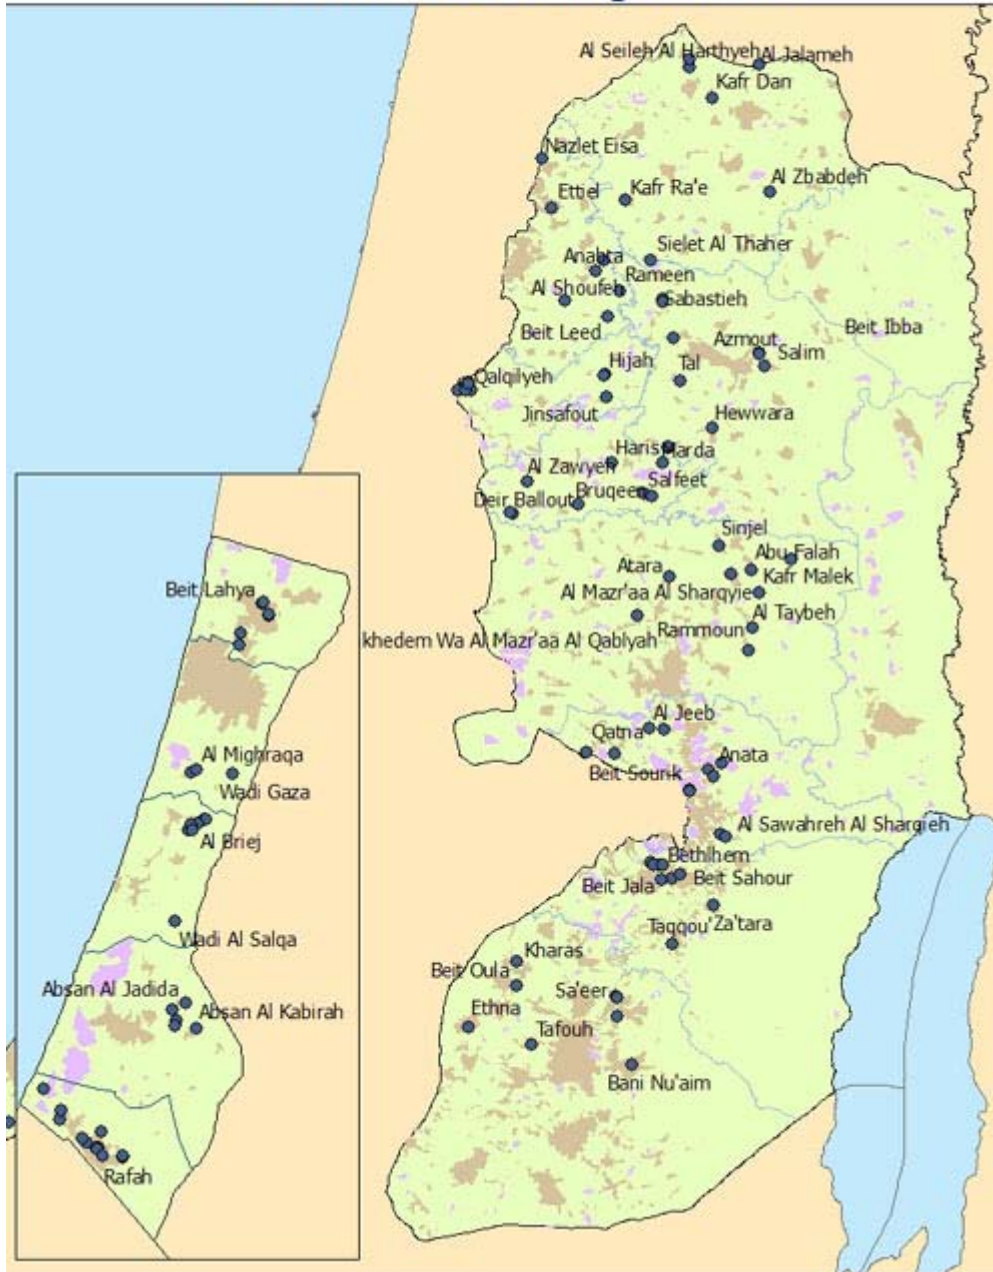 Al Seileh Al Harthyeh
Al Jalameh
Kafr Dan
Nazlet Eisa
Al Zbabdeh
Ettiel
Kafr Ra'e
Sielet Al Thaher
Anabta
Rameen
Al Shoufeh
Sabastieh
Beit Ibba
Beit Leed
Azmout
Salim
Hijah
Tal
Qalqilyeh
Jinsafout
Hewwara
Haris
Marda
Al Zawyeh
Bruqeen
Salfeet
Deir Ballout
Sinjel
Abu Falah
Atara
Kafr Malek
Al Mazr'aa Al Sharqyie
Al Taybeh
Rammoun
khedem Wa Al Mazr'aa Al Qablyah
Al Jeeb
Qatna
Anata
Beit Sourik
Al Sawahreh Al Sharqieh
Bethlhem
Beit Jala
Beit Sahour
Taqqou'
Za'tara
Kharas
Beit Oula
Sa'eer
Ethna
Tafouh
Bani Nu'aim
Beit Lahya
Al Mighraqa
Wadi Gaza
Al Briej
Wadi Al Salqa
Absan Al Jadida
Absan Al Kabirah
Rafah